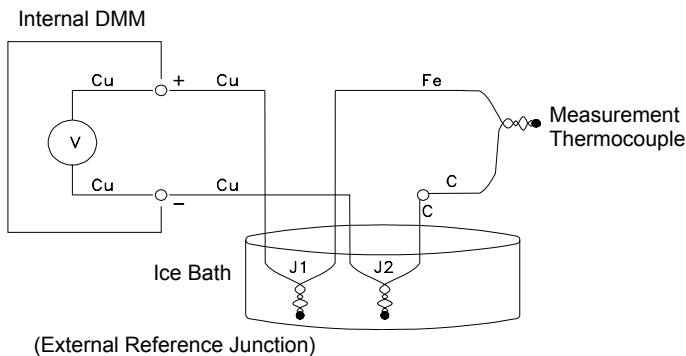 Internal DMM
Cu + Cu Fe
Measurement
Thermocouple
V
Cu Cu C
− C
J1 J2
Ice Bath
(External Reference Junction)